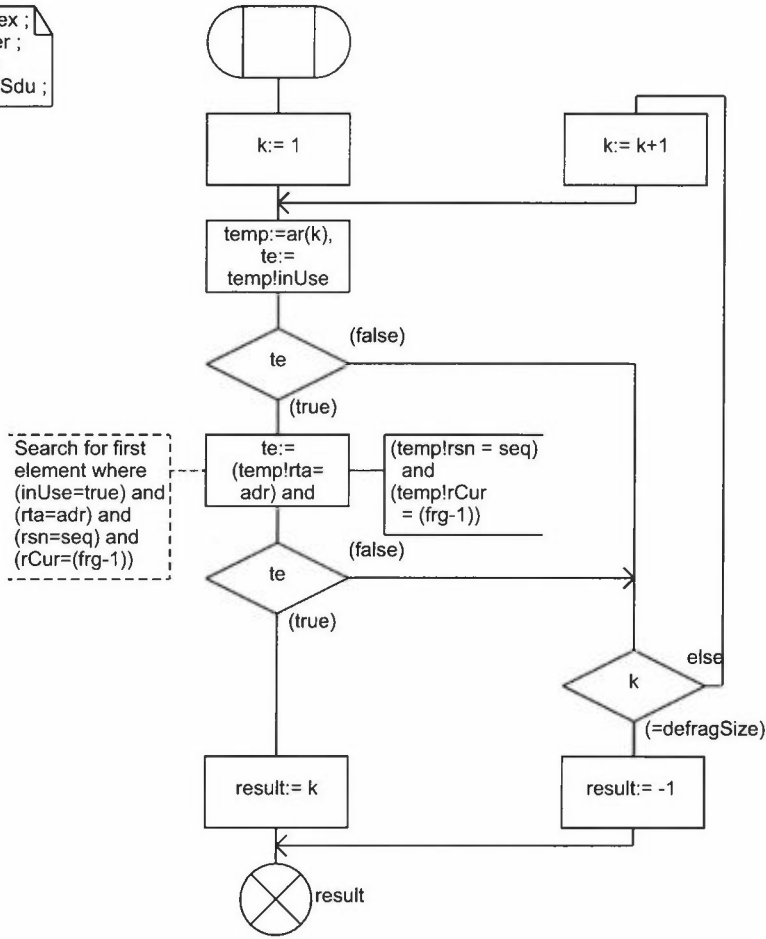 ex ;
er ;
Sdu ;
k:= 1
k:= k+1
temp:=ar(k),
te:=
temp!inUse
te
(false)
(true)
Search for first
element where
(inUse=true) and
(rta=adr) and
(rsn=seq) and
(rCur=(frg-1))
te:=
(temp!rta=
adr) and
(temp!rsn = seq)
and
(temp!rCur
= (frg-1))
te
(false)
(true)
k
else
(=defragSize)
result:= k
result:= -1
result